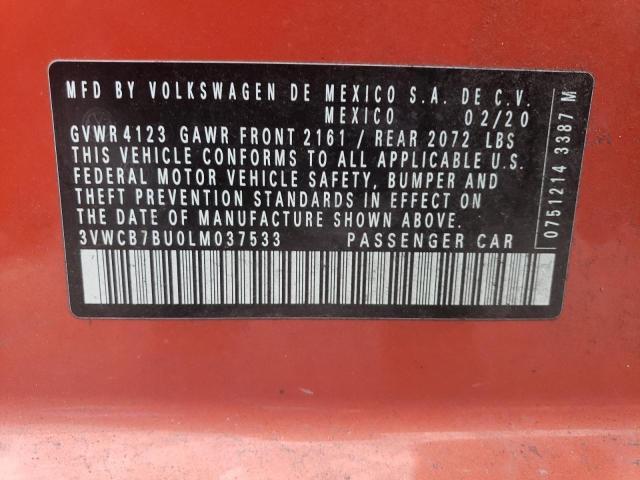 MFD BY VOLKSWAGEN DE MEXICO S.A. DE C.V.
MEXICO 02/20
GVWR 4123 GAWR FRONT 2161 / REAR 2072 LBS
THIS VEHICLE CONFORMS TO ALL APPLICABLE U.S.
FEDERAL MOTOR VEHICLE SAFETY, BUMPER AND
THEFT PREVENTION STANDARDS IN EFFECT ON
THE DATE OF MANUFACTURE SHOWN ABOVE.
3VWCB7BU0LM037533 PASSENGER CAR
0751214 3387 M